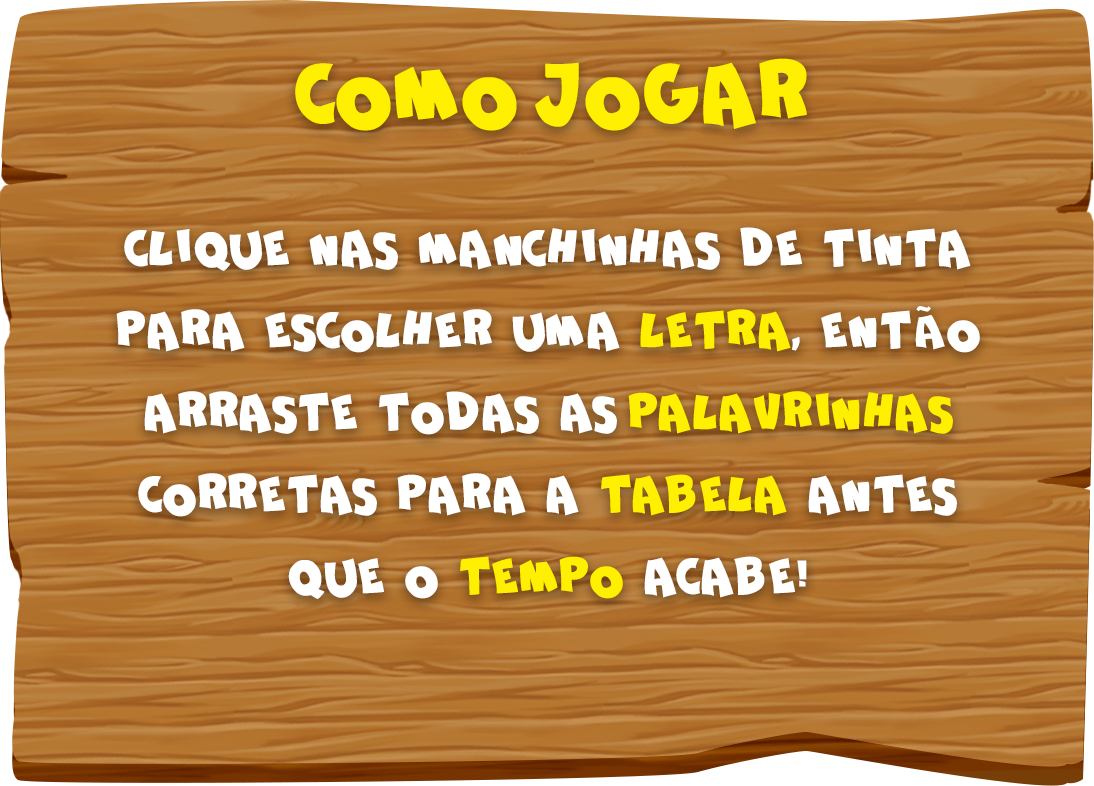 COMO JOGAR
CLIQUE NAS MANCHINHAS DE TINTA
PARA ESCOLHER UMA LETRA, ENTÃO
ARRASTE TODAS AS PALAVRINHAS
CORRETAS PARA A TABELA ANTES
QUE O TEMPO ACABE!